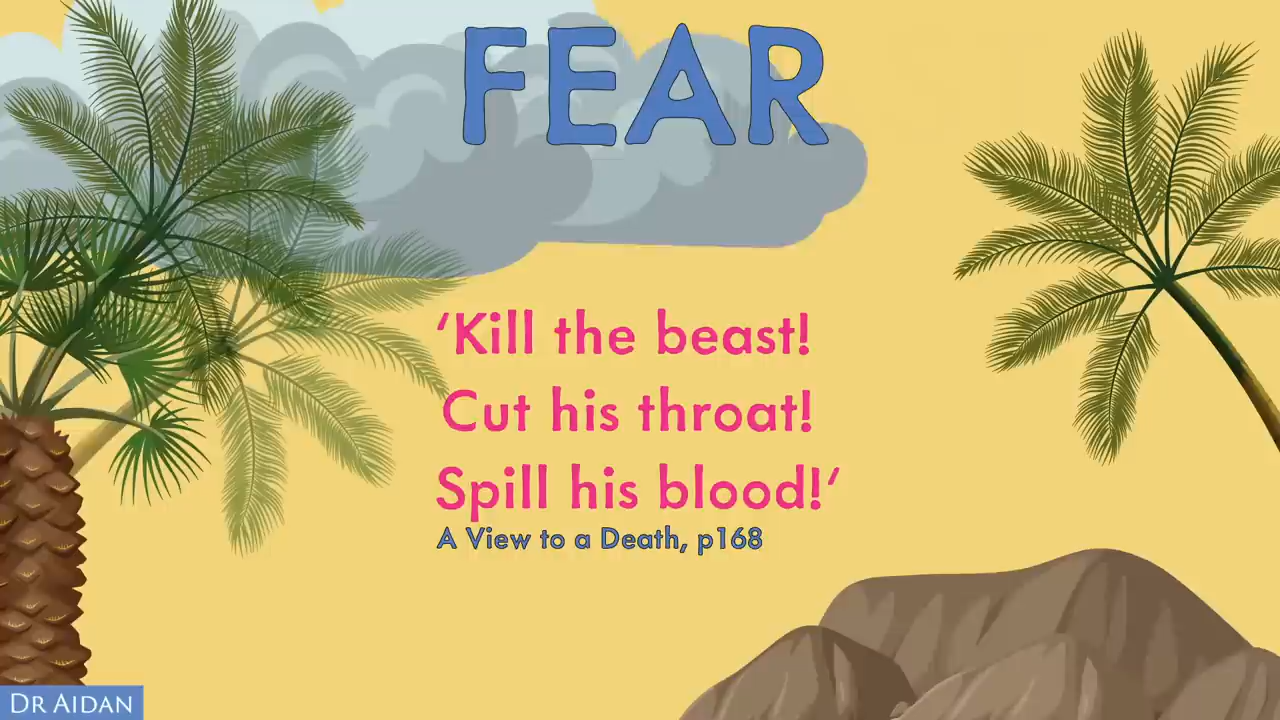 FEAR
‘Kill the beast!
Cut his throat!
Spill his blood!’
A View to a Death, p168
DR AIDAN